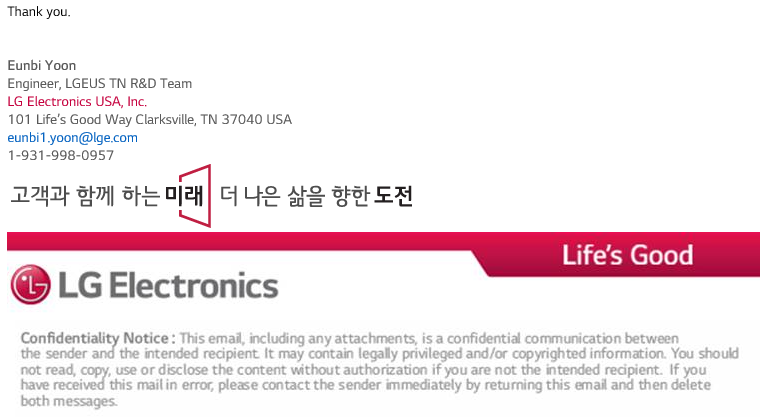 Thank you.
Eunbi Yoon
Engineer, LGEUS TN R&D Team
LG Electronics USA, Inc.
101 Life's Good Way Clarksville, TN 37040 USA
eunbi1.yoon@lge.com
1-931-998-0957
고객과 함께 하는 미래 더 나은 삶을 향한 도전
Life's Good
LG LG Electronics
Confidentiality Notice : This email, including any attachments, is a confidential communication between
the sender and the intended recipient. It may contain legally privileged and/or copyrighted information. You should
not read, copy, use or disclose the content without authorization if you are not the intended recipient. If you
have received this mail in error, please contact the sender immediately by returning this email and then delete
both messages.